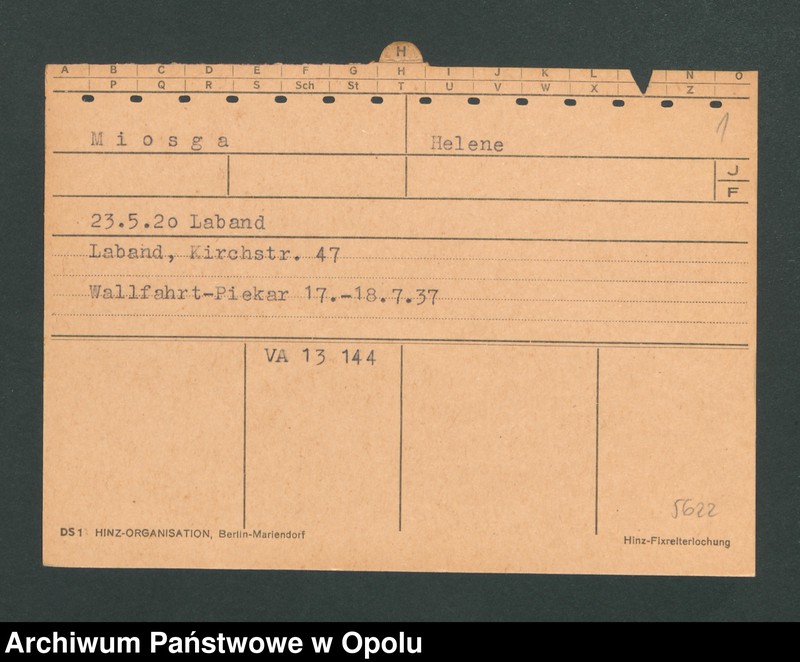 H
A B C D E F G H I J K L N O
P Q R S Sch St T U V W X Z
1
M i o s g a Helene
J
F
23.5.20 Laband
Laband, Kirchstr. 47
Wallfahrt-Piekar 17.-18.7.37
VA 13 144
5622
DS1 HINZ-ORGANISATION, Berlin-Mariendorf
Hinz-Fixreiterlochung
Archiwum Państwowe w Opolu